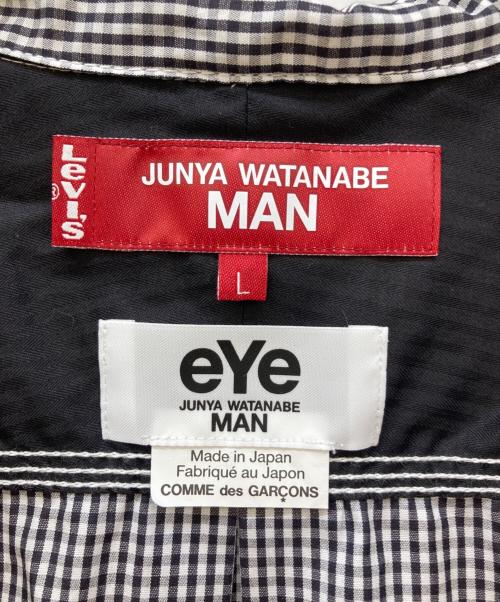 Levi's
®
JUNYA WATANABE
MAN
L
eYe
JUNYA WATANABE
MAN
Made in Japan
Fabriqué au Japon
COMME des GARÇONS